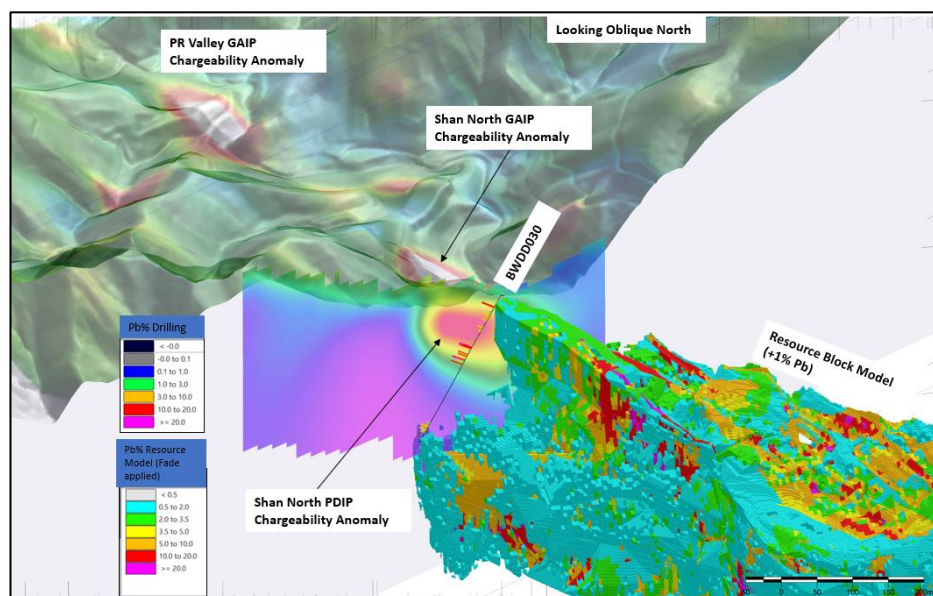 PR Valley GAIP
Chargeability Anomaly
Looking Oblique North
Shan North GAIP
Chargeability Anomaly
BWDD030
Pb% Drilling
< -0.0
-0.0 to 0.1
0.1 to 1.0
1.0 to 3.0
3.0 to 10.0
10.0 to 20.0
>= 20.0
Resource Block Model
(+1% Pb)
Pb% Resource
Model (Fade
applied)
< 0.5
0.5 to 2.0
2.0 to 3.5
3.5 to 5.0
5.0 to 10.0
10.0 to 20.0
>= 20.0
Shan North PDIP
Chargeability Anomaly
50 0 50 100 150 200m